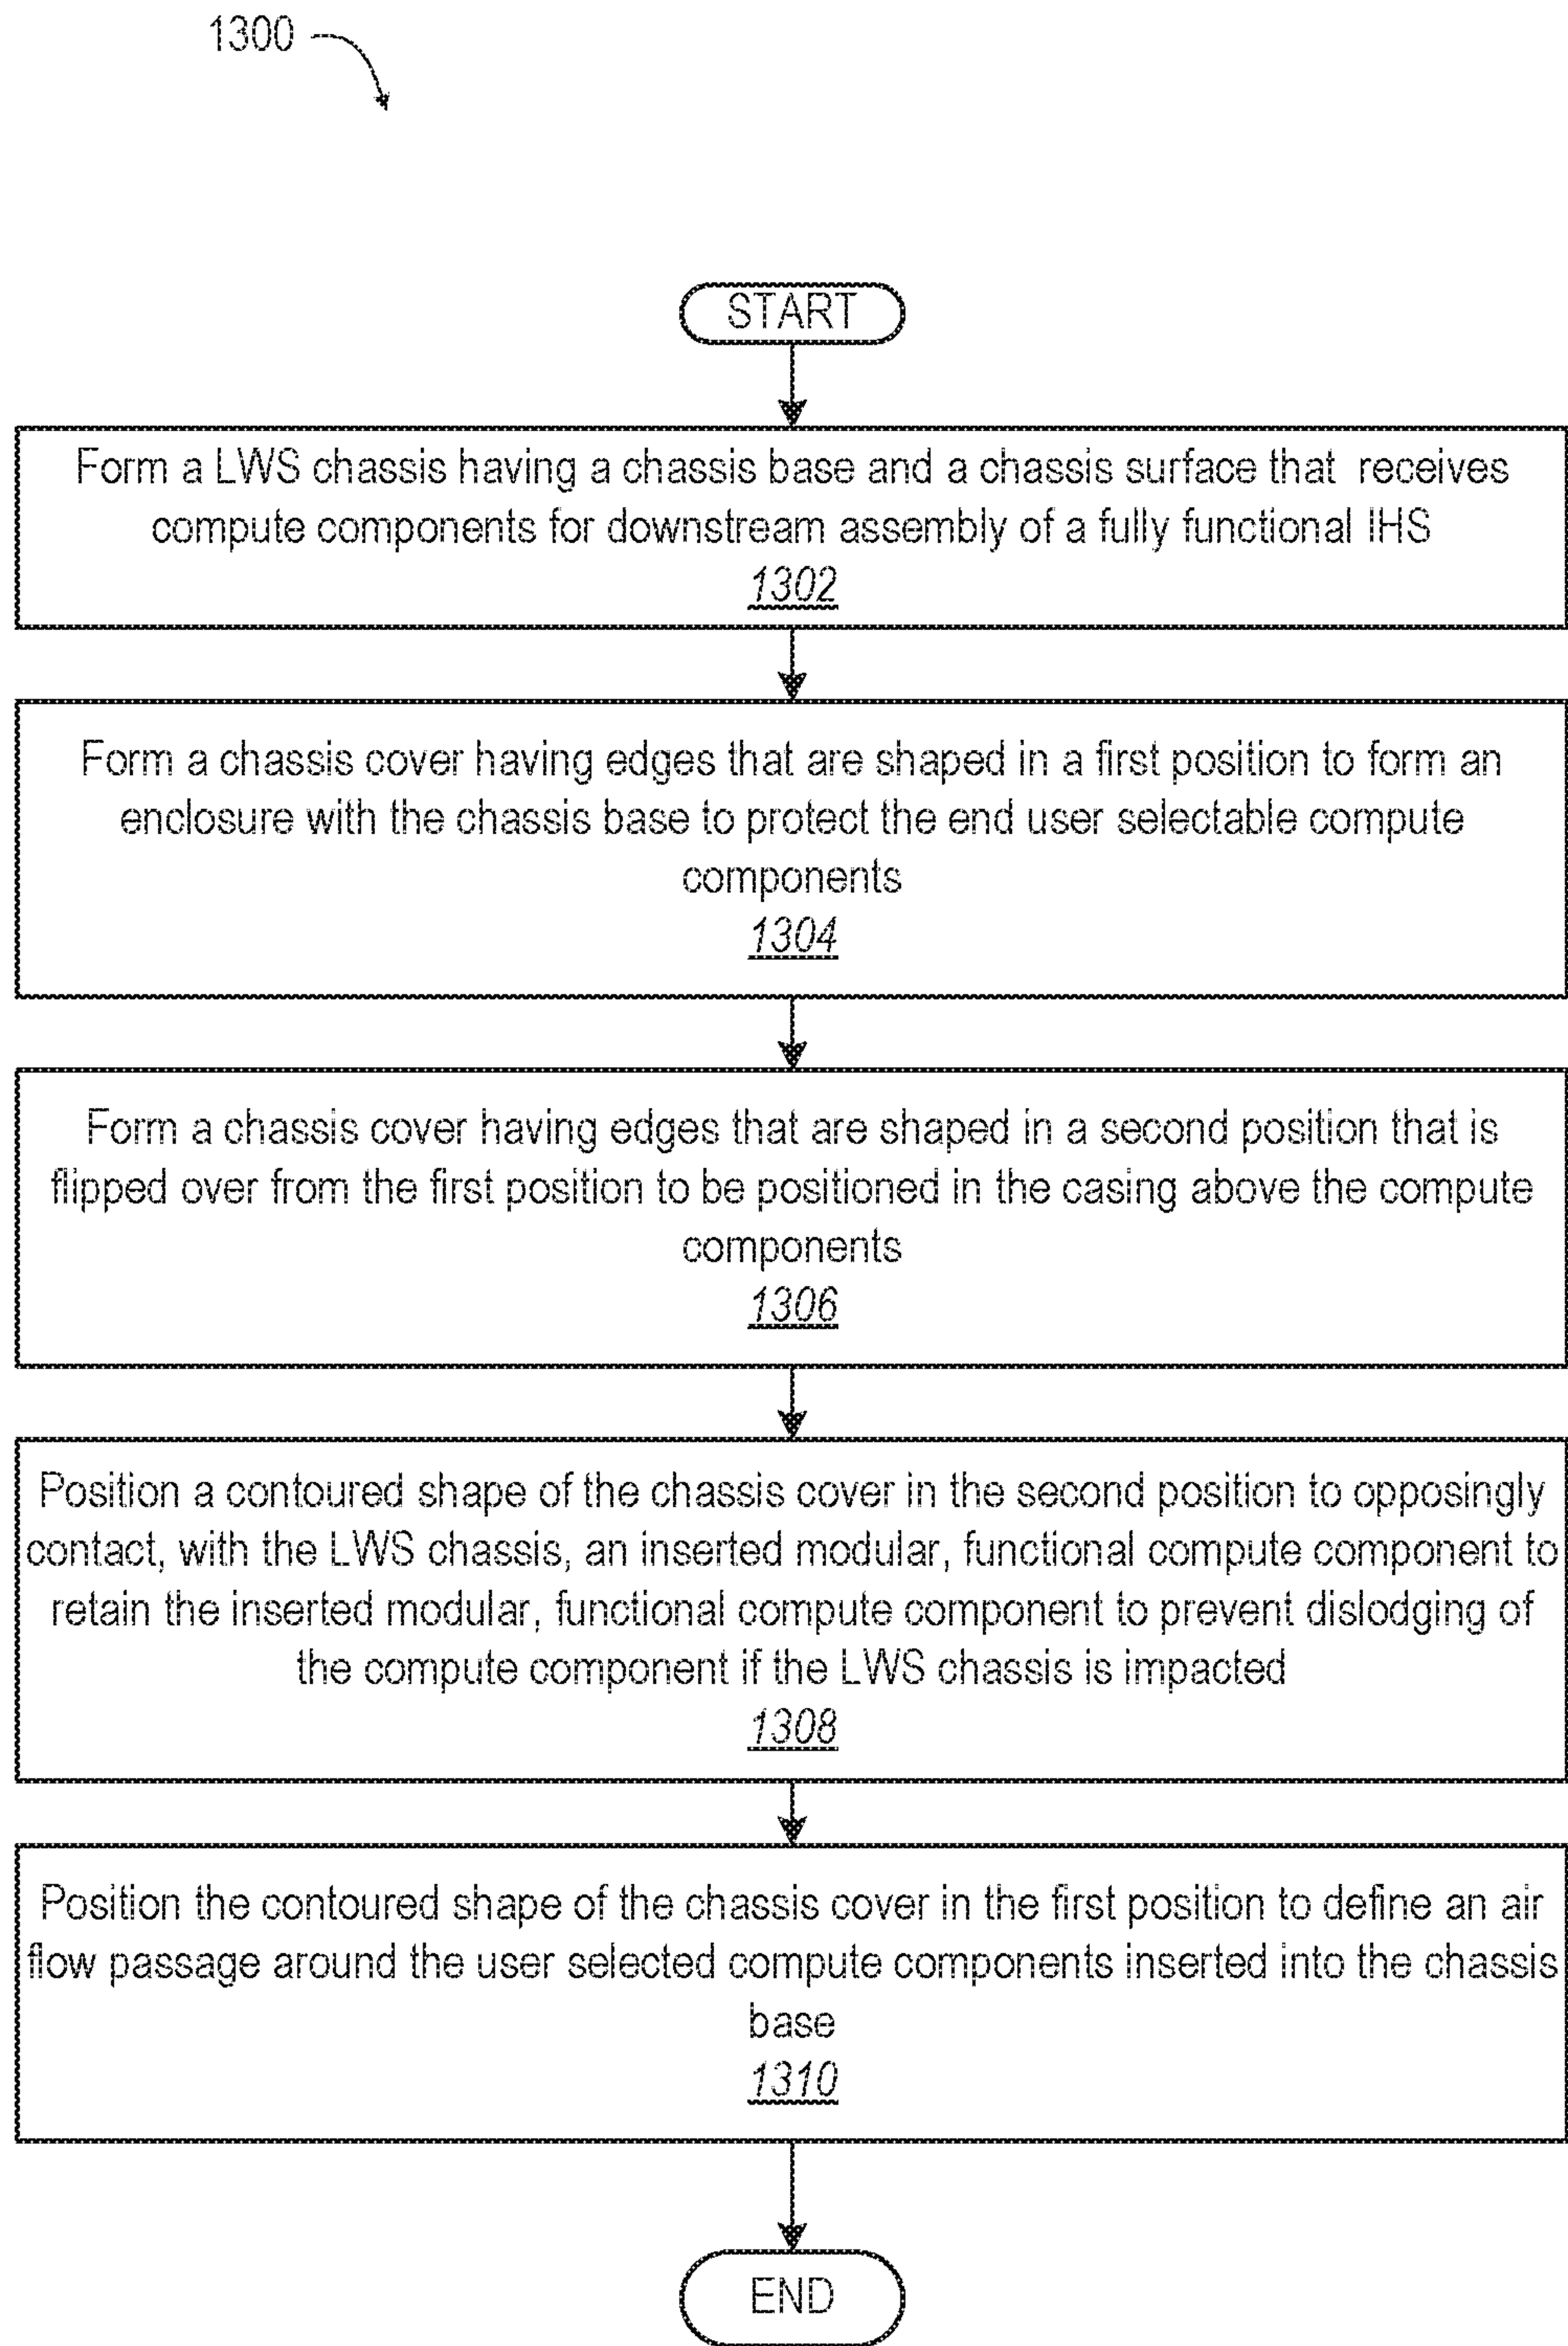 1300
START
Form a LWS chassis having a chassis base and a chassis surface that receives
compute components for downstream assembly of a fully functional IHS
1302
Form a chassis cover having edges that are shaped in a first position to form an
enclosure with the chassis base to protect the end user selectable compute
components
1304
Form a chassis cover having edges that are shaped in a second position that is
flipped over from the first position to be positioned in the casing above the compute
components
1306
Position a contoured shape of the chassis cover in the second position to opposingly
contact, with the LWS chassis, an inserted modular, functional compute component to
retain the inserted modular, functional compute component to prevent dislodging of
the compute component if the LWS chassis is impacted
1308
Position the contoured shape of the chassis cover in the first position to define an air
flow passage around the user selected compute components inserted into the chassis
base
1310
END